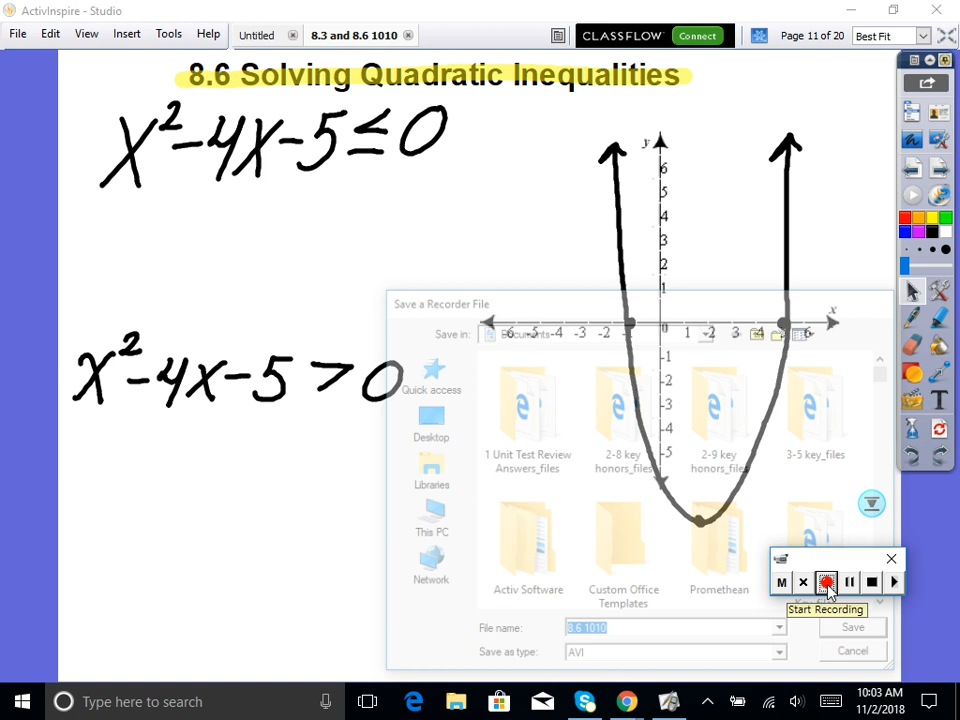 ActivInspire - Studio
File Edit View Insert Tools Help
Untitled
8.3 and 8.6 1010
CLASSFLOW Connect
Page 11 of 20
Best Fit
8.6 Solving Quadratic Inequalities
x²-4x-5≤0
x²-4x-5>0
y
6
5
4
3
2
1
x
-6 -5 -4 -3 -2 0 1 2 3 4 6
-1
-2
-3
-4
-5
Save a Recorder File
Save in: Documents
Quick access
Desktop
Libraries
This PC
Network
1 Unit Test Review Answers_files
2-8 key honors_files
2-9 key honors_files
3-5 key_files
Activ Software
Custom Office Templates
Promethean
File name: 8.6 1010
Save
Save as type: AVI
Cancel
M
Start Recording
Type here to search
10:03 AM
11/2/2018